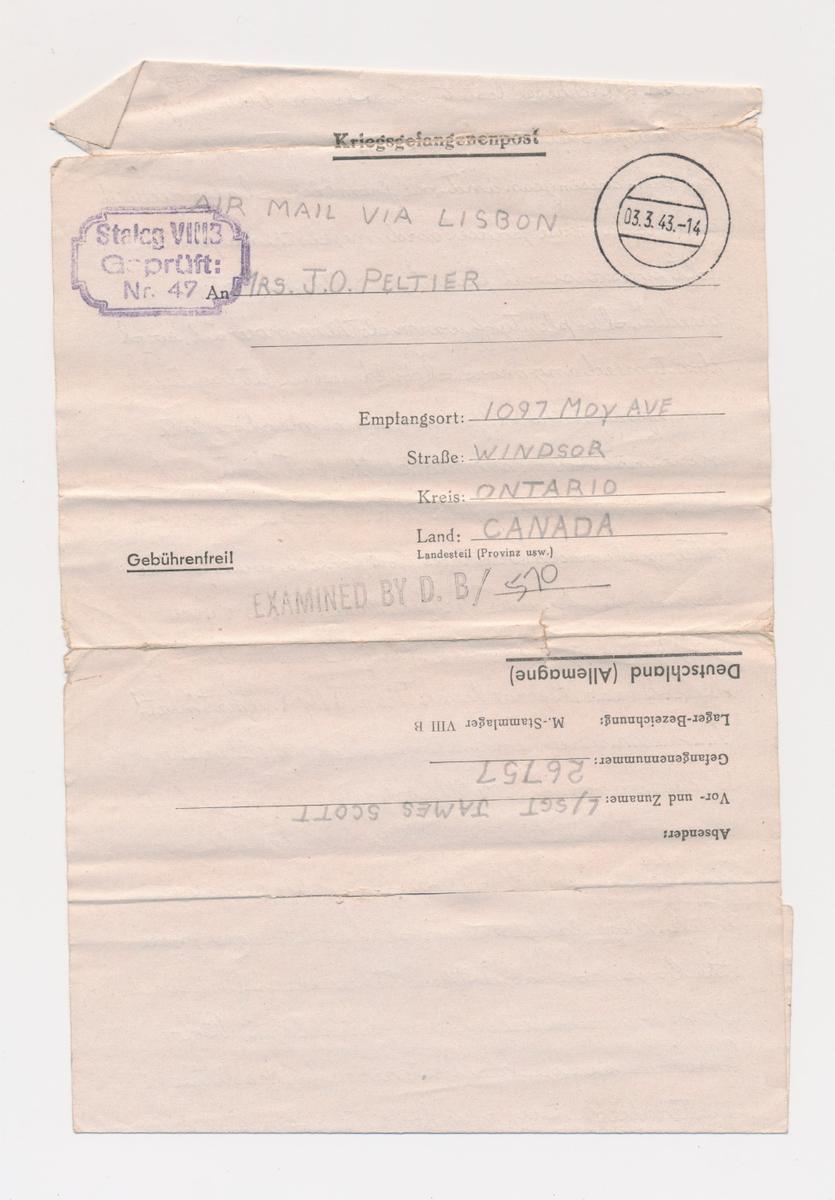 Kriegsgefangenenpost
AIR MAIL VIA LISBON
03.3.43.-14
Stalag VIIIB
Geprüft:
Nr. 47
An MRS. J.O. PELTIER
Empfangsort: 1097 MOY AVE
Straße: WINDSOR
Kreis: ONTARIO
Land: CANADA
Landesteil (Provinz usw.)
Gebührenfrei!
EXAMINED BY D. B/ 570
Deutschland (Allemagne)
Lager-Bezeichnung: M.-Stammlager VIII B
Gefangenennummer: 26757
Vor- und Zuname: L/SGT JAMES SCOTT
Absender: